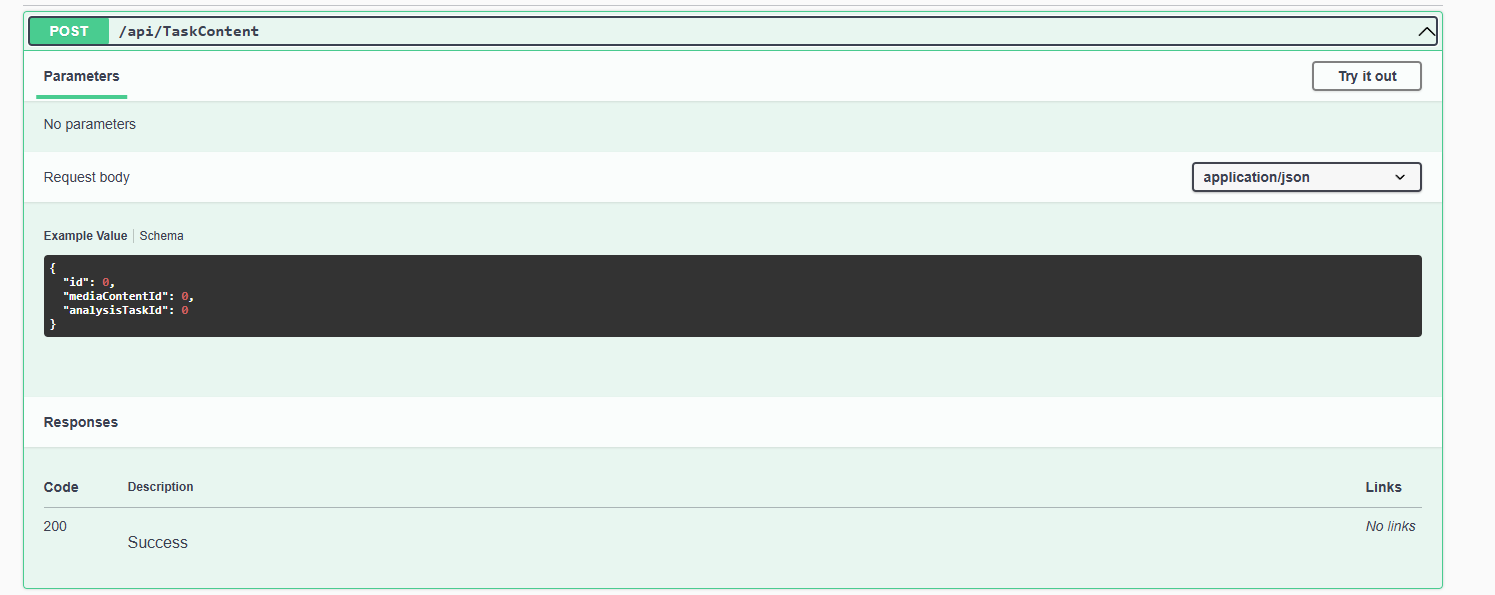 POST /api/TaskContent
Parameters Try it out
No parameters
Request body application/json
Example Value Schema
{
"id": 0,
"mediaContentId": 0,
"analysisTaskId": 0
}
Responses
Code Description Links
200 No links
Success